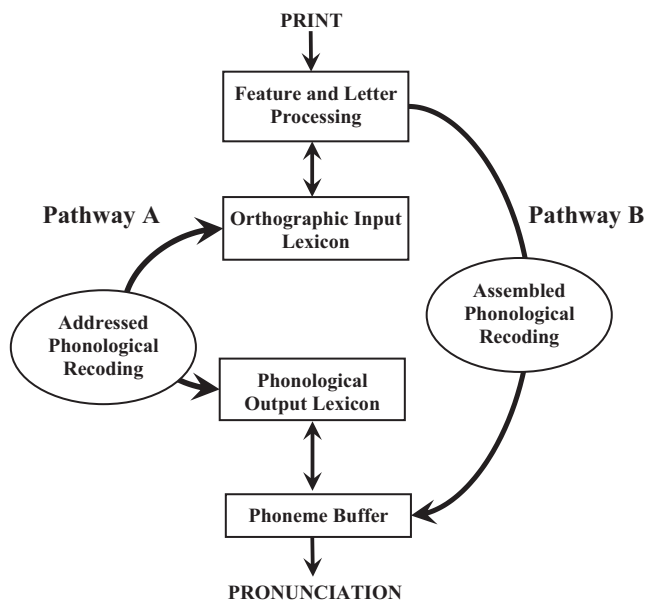 PRINT
Feature and Letter
Processing
Pathway A
Orthographic Input
Lexicon
Pathway B
Addressed
Phonological
Recoding
Assembled
Phonological
Recoding
Phonological
Output Lexicon
Phoneme Buffer
PRONUNCIATION